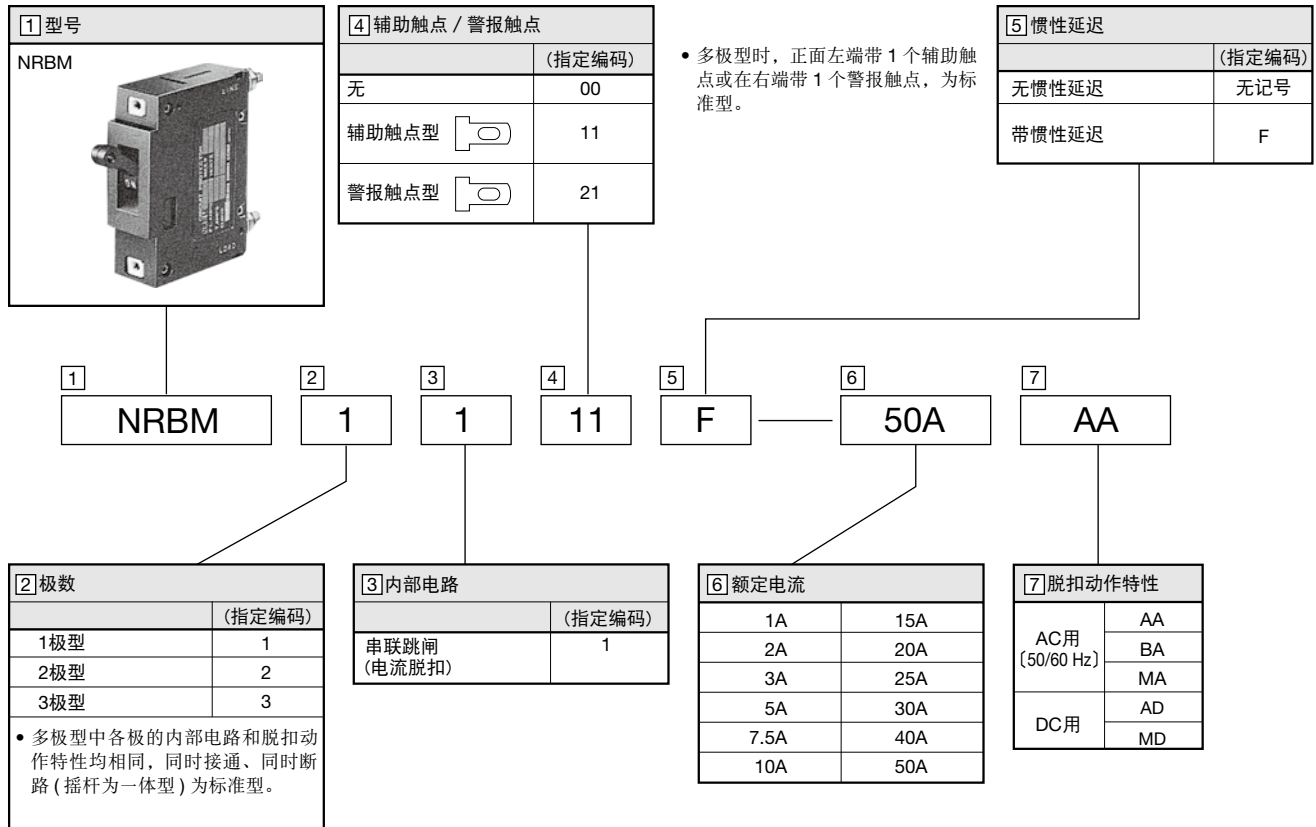 1 型号
NRBM
LINE
ON
LOAD
4 辅助触点 / 警报触点
(指定编码)
无 00
辅助触点型 11
警报触点型 21
• 多极型时，正面左端带 1 个辅助触
点或在右端带 1 个警报触点，为标
准型。
5 惯性延迟
(指定编码)
无惯性延迟 无记号
带惯性延迟 F
1 2 3 4 5 6 7
NRBM 1 1 11 F — 50A AA
2 极数
(指定编码)
1极型 1
2极型 2
3极型 3
• 多极型中各极的内部电路和脱扣动
作特性均相同，同时接通、同时断
路 ( 摇杆为一体型 ) 为标准型。
3 内部电路
(指定编码)
串联跳闸 1
(电流脱扣)
6 额定电流
1A 15A
2A 20A
3A 25A
5A 30A
7.5A 40A
10A 50A
7 脱扣动作特性
AC用
〔50/60 Hz〕
AA
BA
MA
DC用
AD
MD